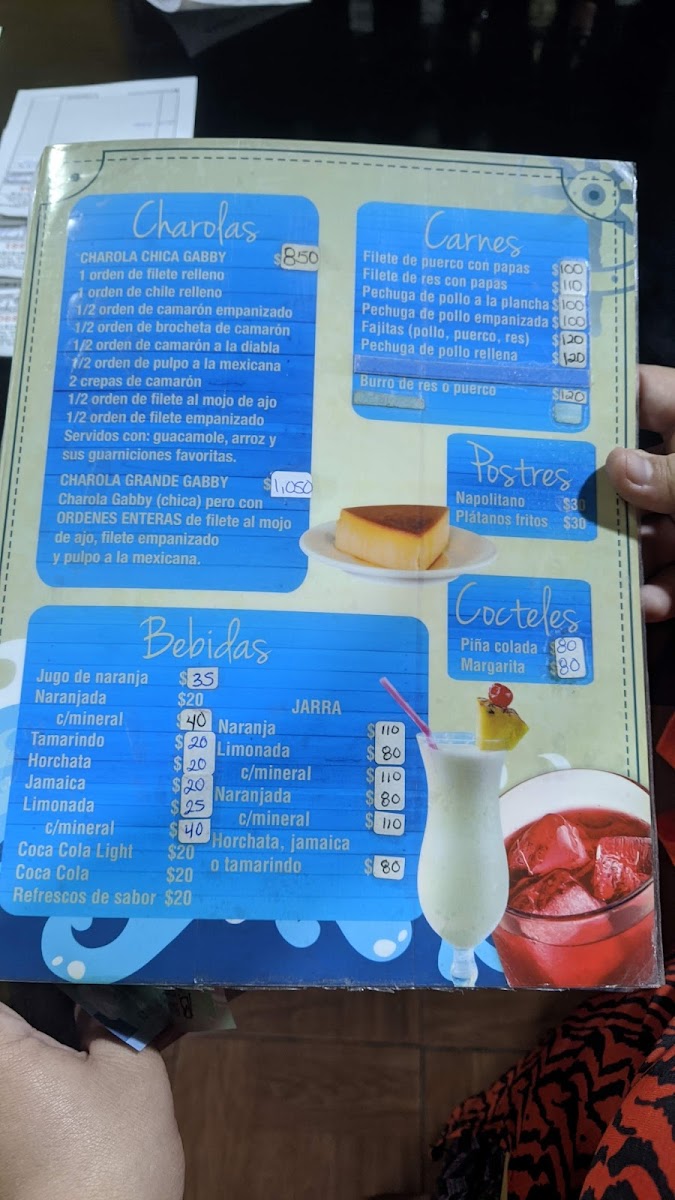 Charolas
CHAROLA CHICA GABBY $850
1 orden de filete relleno
1 orden de chile relleno
1/2 orden de camarón empanizado
1/2 orden de brocheta de camarón
1/2 orden de camarón a la diabla
1/2 orden de pulpo a la mexicana
2 crepas de camarón
1/2 orden de filete al mojo de ajo
1/2 orden de filete empanizado
Servidos con: guacamole, arroz y
sus guarniciones favoritas.
CHAROLA GRANDE GABBY $1,050
Charola Gabby (chica) pero con
ORDENES ENTERAS de filete al mojo
de ajo, filete empanizado
y pulpo a la mexicana.
Carnes
Filete de puerco con papas $100
Filete de res con papas $110
Pechuga de pollo a la plancha $100
Pechuga de pollo empanizada $100
Fajitas (pollo, puerco, res) $120
Pechuga de pollo rellena $120
Burro de res o puerco $120
Postres
Napolitano $30
Plátanos fritos $30
Cocteles
Piña colada $80
Margarita $80
Bebidas
Jugo de naranja $35
Naranjada $20
c/mineral $40
Tamarindo $20
Horchata $20
Jamaica $20
Limonada $25
c/mineral $40
Coca Cola Light $20
Coca Cola $20
Refrescos de sabor $20
JARRA
Naranja $110
Limonada $80
c/mineral $110
Naranjada $80
c/mineral $110
Horchata, jamaica
o tamarindo $80